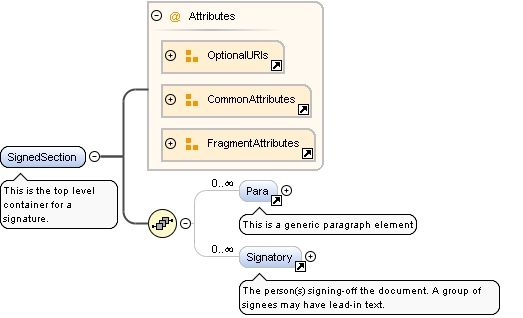 @ Attributes
OptionalURIs
CommonAttributes
FragmentAttributes
SignedSection
This is the top level
container for a
signature.
0..∞
Para
This is a generic paragraph element
0..∞
Signatory
The person(s) signing-off the document. A group of
signees may have lead-in text.